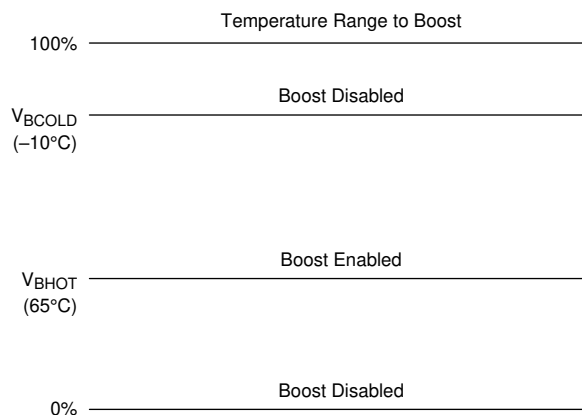 Temperature Range to Boost
100%
Boost Disabled
VBCOLD
(–10°C)
Boost Enabled
VBHOT
(65°C)
Boost Disabled
0%